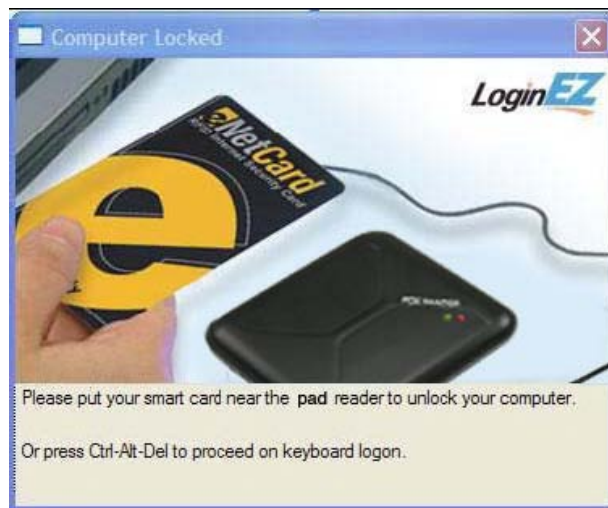 Computer Locked
LoginEZ
eNetCard
RFID Internet Security Card
Please put your smart card near the pad reader to unlock your computer.
Or press Ctrl-Alt-Del to proceed on keyboard logon.